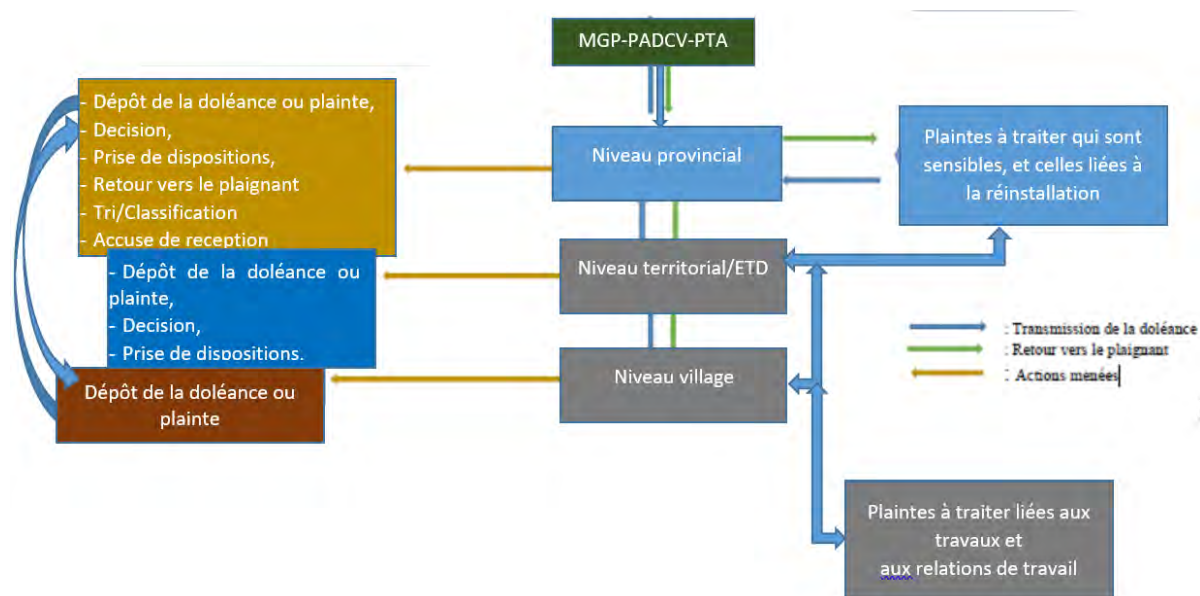 MGP-PADCV-PTA
- Dépôt de la doléance ou plainte,
- Decision,
- Prise de dispositions,
- Retour vers le plaignant
- Tri/Classification
- Accuse de reception
Niveau provincial
Plaintes à traiter qui sont
sensibles, et celles liées à
la réinstallation
- Dépôt de la doléance ou
plainte,
- Decision,
- Prise de dispositions.
Niveau territorial/ETD
: Transmission de la doléance
: Retour vers le plaignant
: Actions menées
Dépôt de la doléance ou
plainte
Niveau village
Plaintes à traiter liées aux
travaux et
aux relations de travail